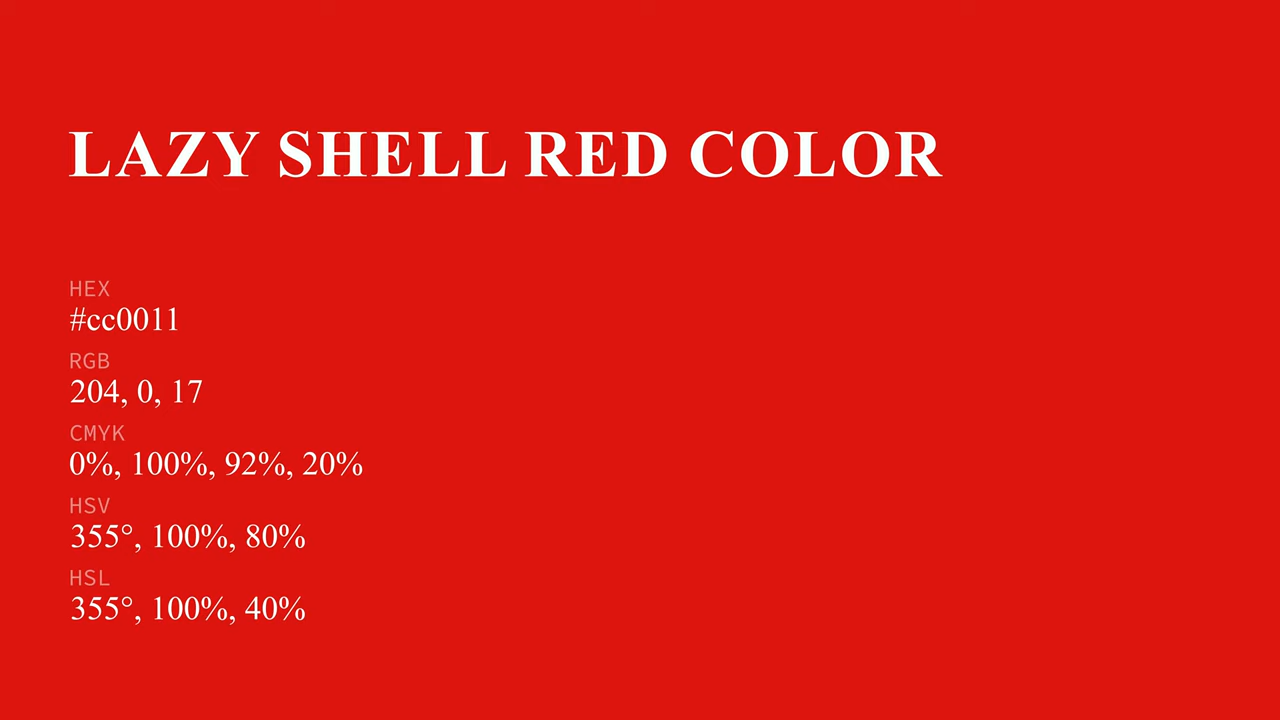 LAZY SHELL RED COLOR
HEX
#cc0011
RGB
204, 0, 17
CMYK
0%, 100%, 92%, 20%
HSV
355°, 100%, 80%
HSL
355°, 100%, 40%